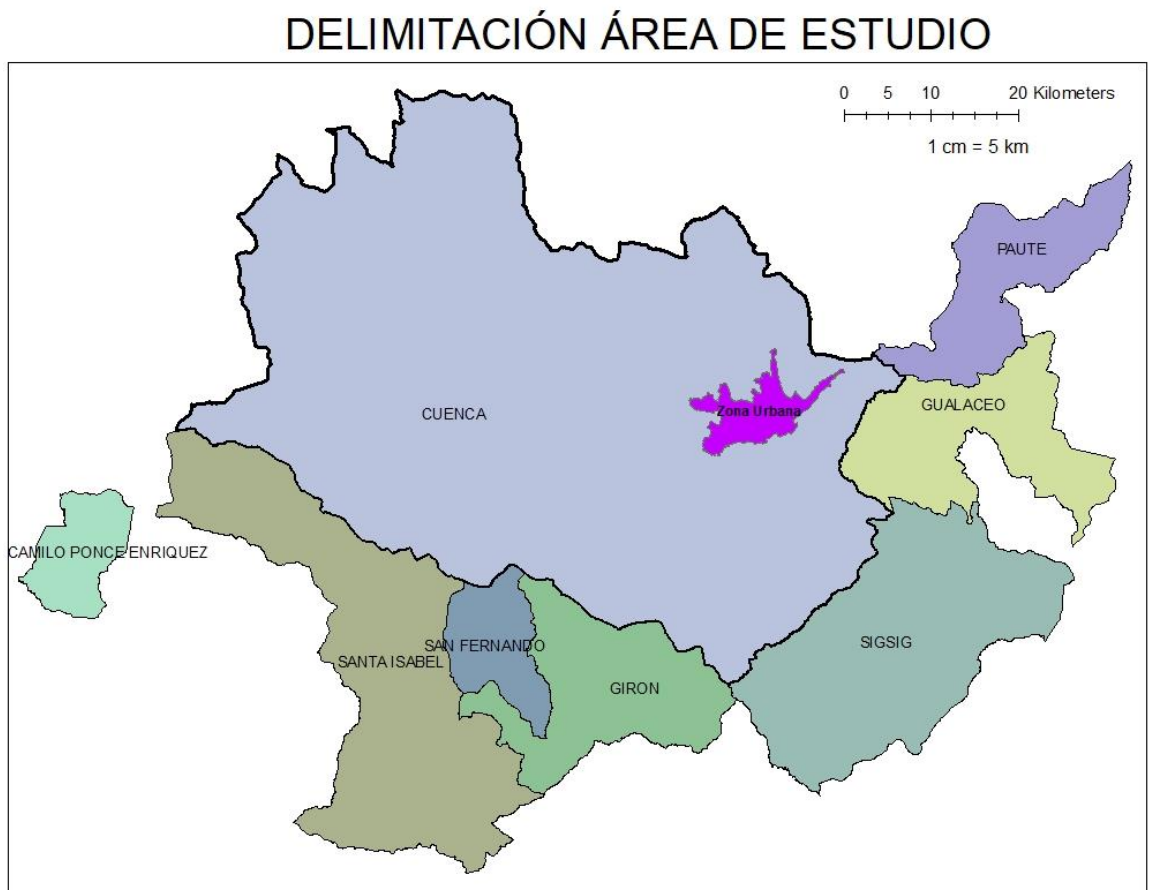 DELIMITACIÓN ÁREA DE ESTUDIO
0 5 10 20 Kilometers
1 cm = 5 km
PAUTE
GUALACEO
CUENCA
Zona Urbana
CAMILO PONCE ENRIQUEZ
SAN FERNANDO
SANTA ISABEL
GIRON
SIGSIG